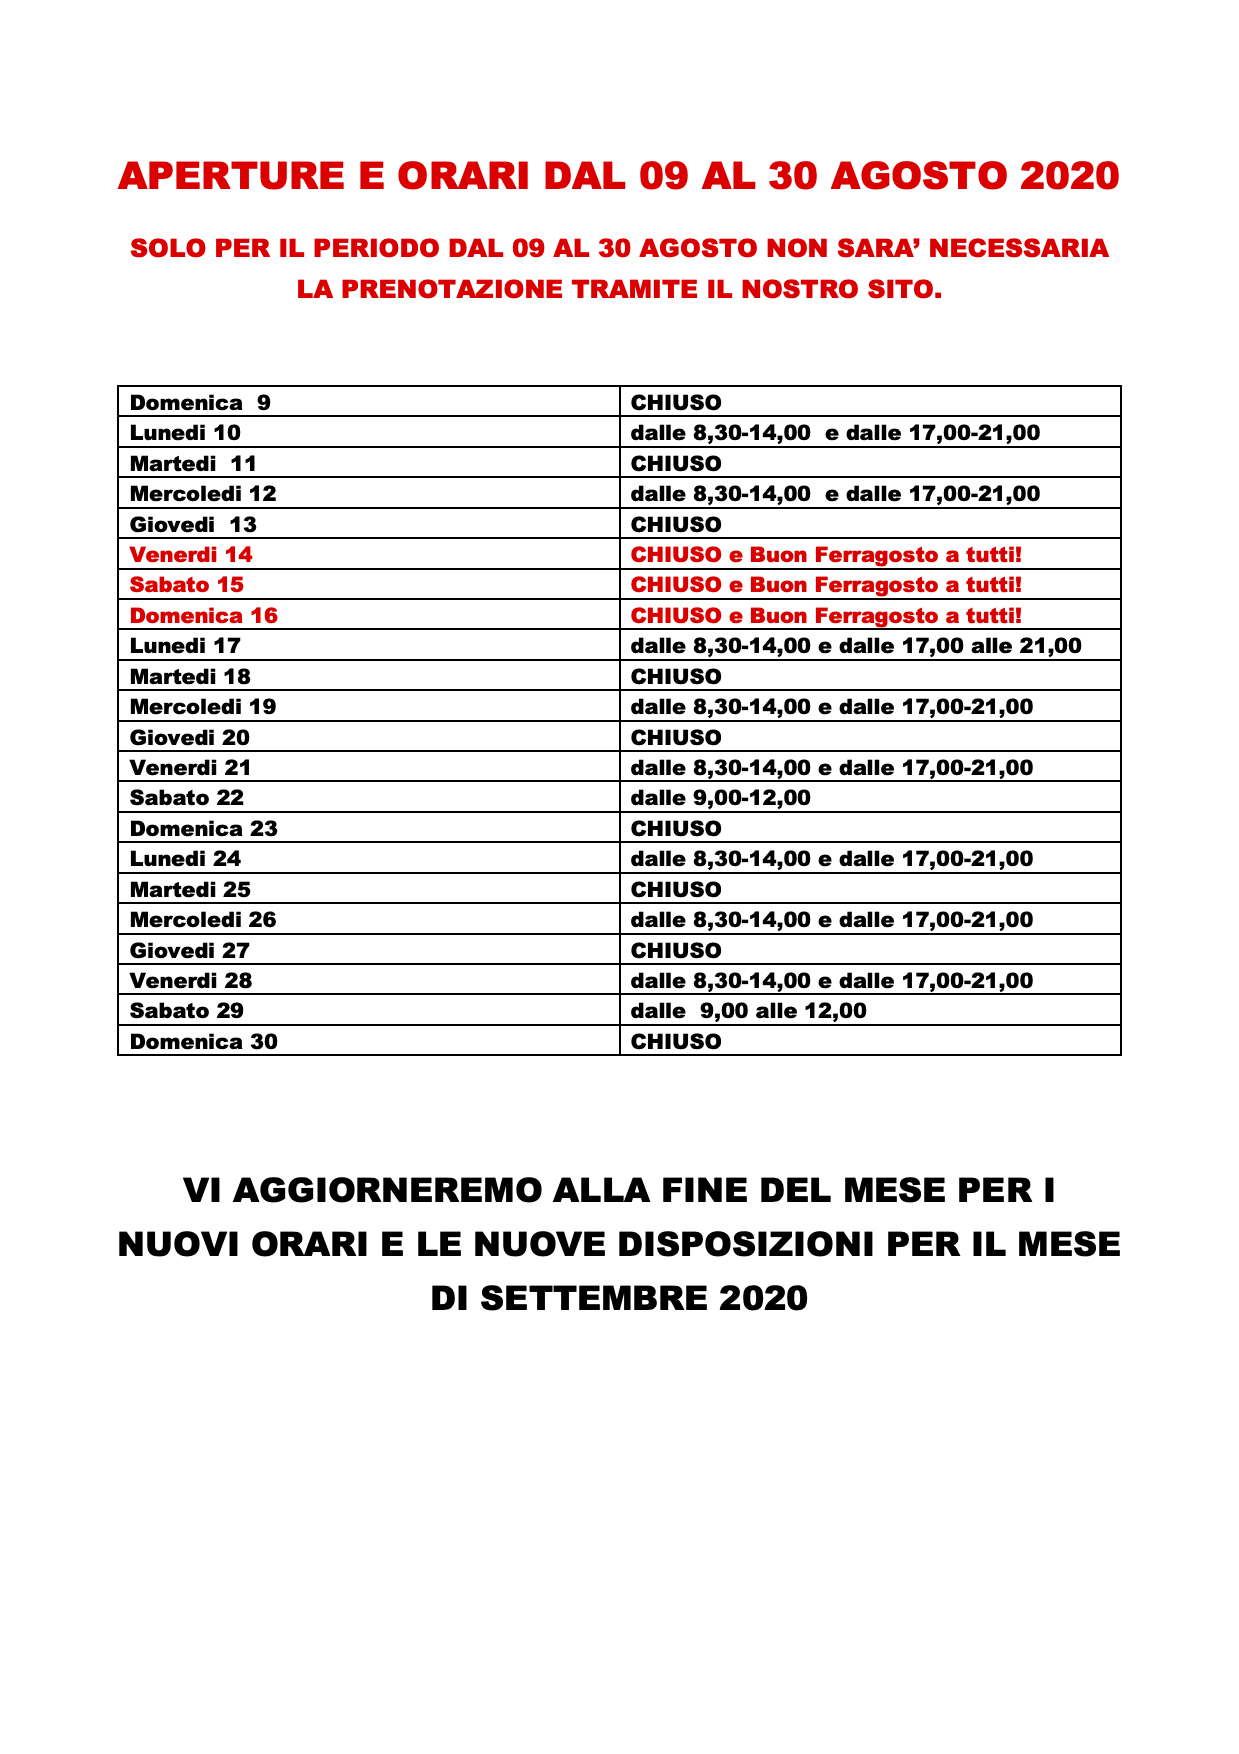 APERTURE E ORARI DAL 09 AL 30 AGOSTO 2020
SOLO PER IL PERIODO DAL 09 AL 30 AGOSTO NON SARA’ NECESSARIA
LA PRENOTAZIONE TRAMITE IL NOSTRO SITO.
Domenica  9 CHIUSO
Lunedi 10 dalle 8,30-14,00  e dalle 17,00-21,00
Martedi  11 CHIUSO
Mercoledi 12 dalle 8,30-14,00  e dalle 17,00-21,00
Giovedi  13 CHIUSO
Venerdi 14 CHIUSO e Buon Ferragosto a tutti!
Sabato 15 CHIUSO e Buon Ferragosto a tutti!
Domenica 16 CHIUSO e Buon Ferragosto a tutti!
Lunedi 17 dalle 8,30-14,00 e dalle 17,00 alle 21,00
Martedi 18 CHIUSO
Mercoledi 19 dalle 8,30-14,00 e dalle 17,00-21,00
Giovedi 20 CHIUSO
Venerdi 21 dalle 8,30-14,00 e dalle 17,00-21,00
Sabato 22 dalle 9,00-12,00
Domenica 23 CHIUSO
Lunedi 24 dalle 8,30-14,00 e dalle 17,00-21,00
Martedi 25 CHIUSO
Mercoledi 26 dalle 8,30-14,00 e dalle 17,00-21,00
Giovedi 27 CHIUSO
Venerdi 28 dalle 8,30-14,00 e dalle 17,00-21,00
Sabato 29 dalle  9,00 alle 12,00
Domenica 30 CHIUSO
VI AGGIORNEREMO ALLA FINE DEL MESE PER I
NUOVI ORARI E LE NUOVE DISPOSIZIONI PER IL MESE
DI SETTEMBRE 2020